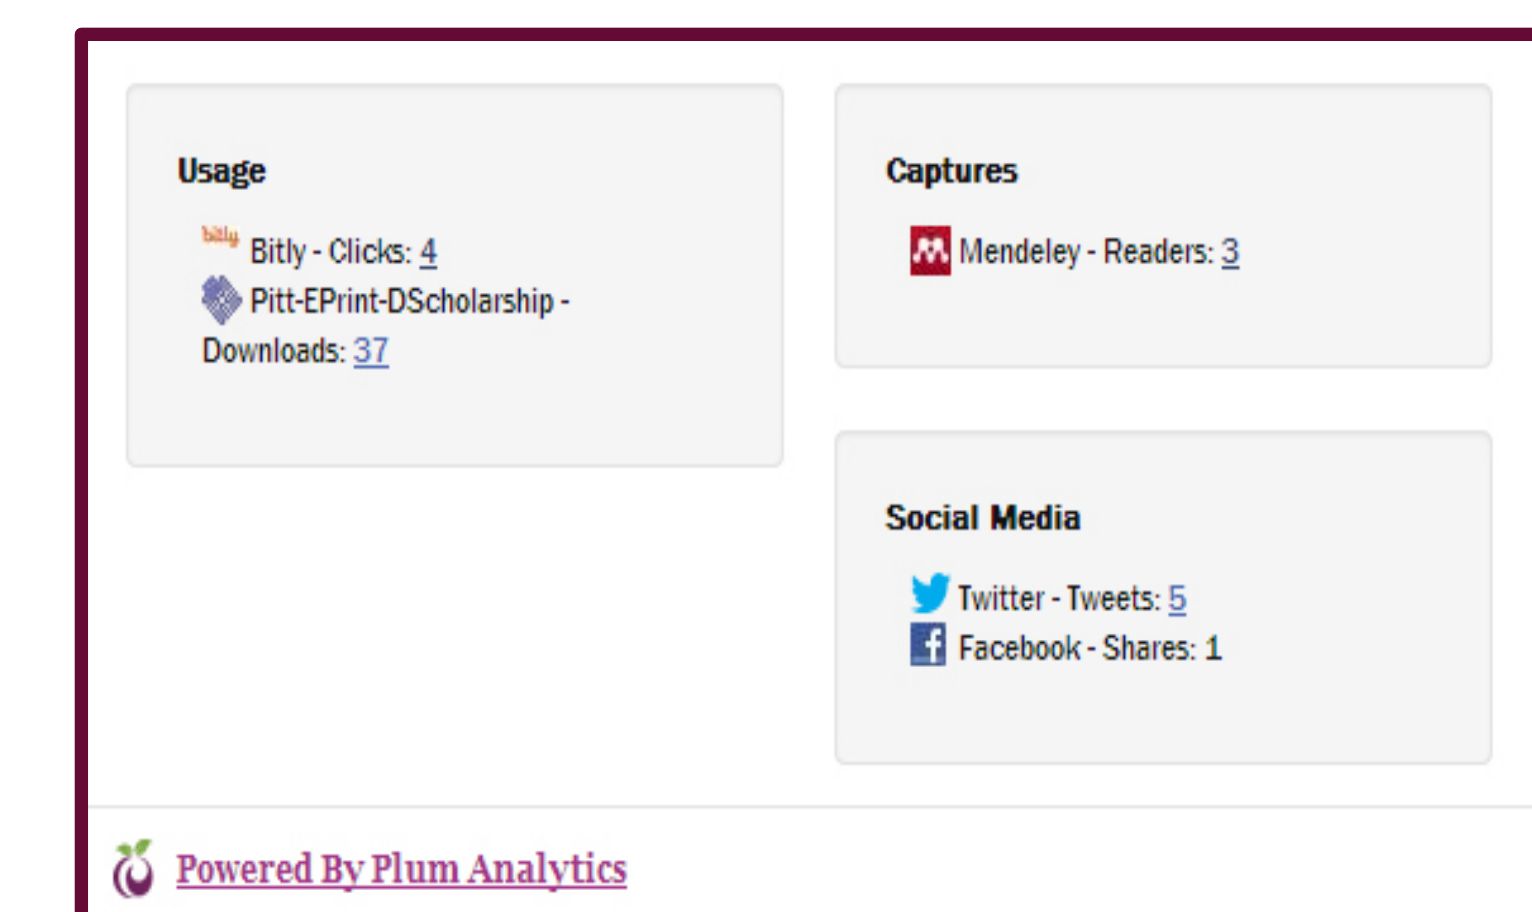 Usage
bitly Bitly - Clicks: 4
Pitt-EPrint-DScholarship -
Downloads: 37
Captures
Mendeley - Readers: 3
Social Media
Twitter - Tweets: 5
Facebook - Shares: 1
Powered By Plum Analytics